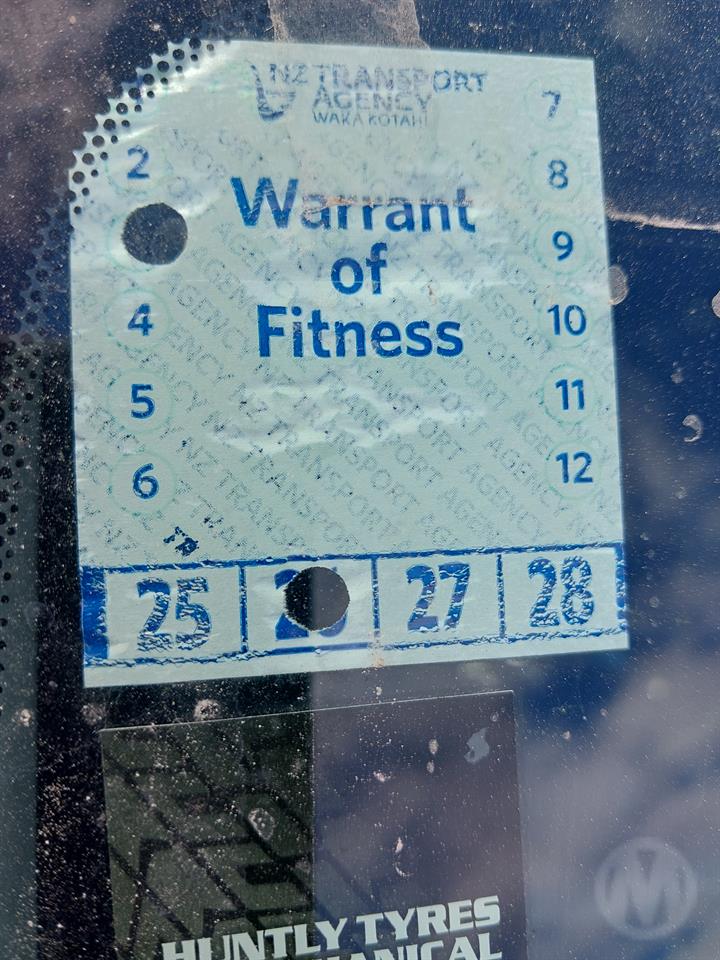 NZ TRANSPORT
AGENCY
WAKA KOTAHI
Warrant
of
Fitness
2
4
5
6
7
8
9
10
11
12
25
27
28
HUNTLY TYRES